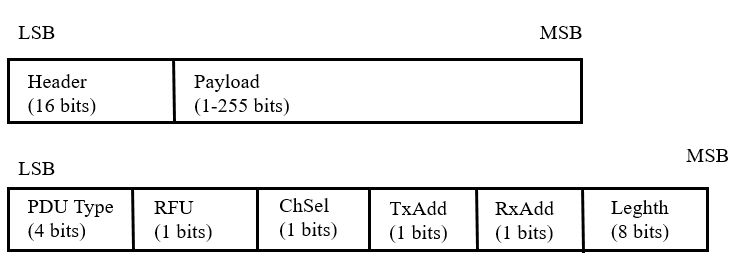 LSB MSB
Header Payload
(16 bits) (1-255 bits)
LSB MSB
PDU Type RFU ChSel TxAdd RxAdd Leghth
(4 bits) (1 bits) (1 bits) (1 bits) (1 bits) (8 bits)